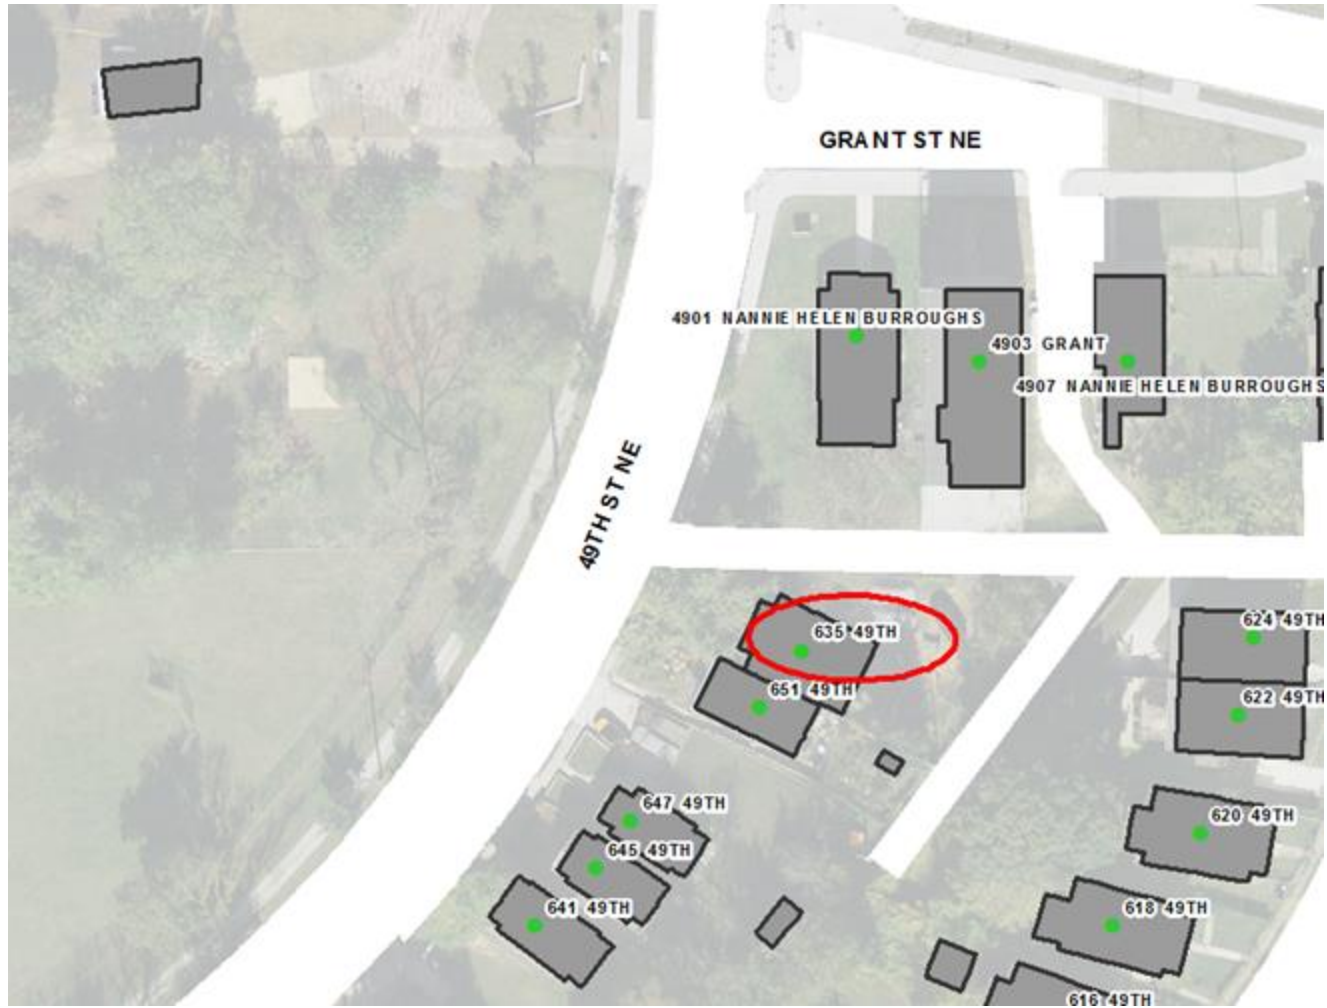 GRANT ST NE
4901 NANNIE HELEN BURROUGHS
4903 GRANT
4907 NANNIE HELEN BURROUGHS
49TH ST NE
635 49TH
624 49TH
651 49TH
622 49TH
647 49TH
620 49TH
645 49TH
641 49TH
618 49TH
616 49TH